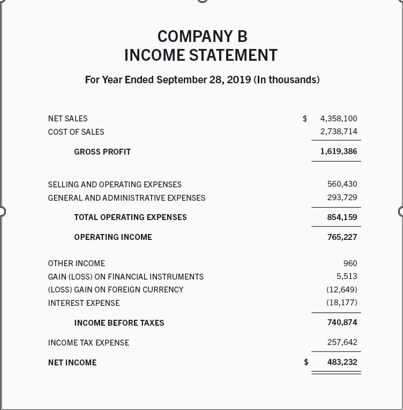 COMPANY B
INCOME STATEMENT
For Year Ended September 28, 2019 (In thousands)
NET SALES $ 4,358,100
COST OF SALES 2,738,714
GROSS PROFIT 1,619,386
SELLING AND OPERATING EXPENSES 560,430
GENERAL AND ADMINISTRATIVE EXPENSES 293,729
TOTAL OPERATING EXPENSES 854,159
OPERATING INCOME 765,227
OTHER INCOME 960
GAIN (LOSS) ON FINANCIAL INSTRUMENTS 5,513
(LOSS) GAIN ON FOREIGN CURRENCY (12,649)
INTEREST EXPENSE (18,177)
INCOME BEFORE TAXES 740,874
INCOME TAX EXPENSE 257,642
NET INCOME $ 483,232